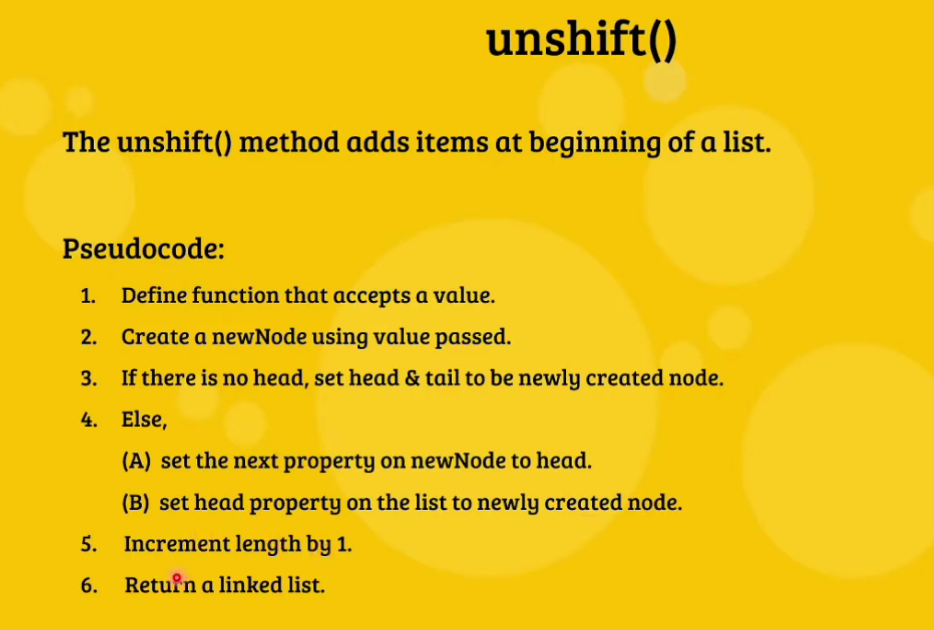 unshift()
The unshift() method adds items at beginning of a list.
Pseudocode:
1. Define function that accepts a value.
2. Create a newNode using value passed.
3. If there is no head, set head & tail to be newly created node.
4. Else,
(A) set the next property on newNode to head.
(B) set head property on the list to newly created node.
5. Increment length by 1.
6. Return a linked list.